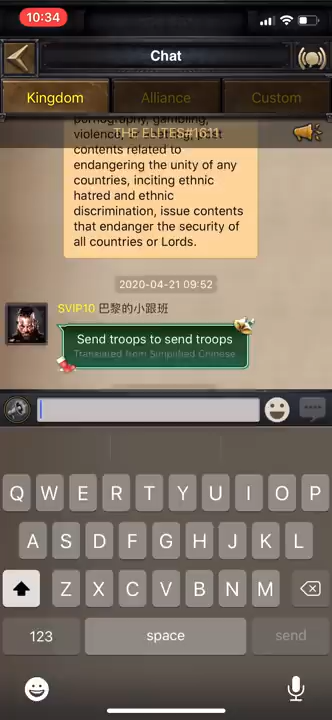 10:34
Chat
Kingdom
Alliance
Custom
pornography, gambling,
THE ELITES#1611
contents related to
endangering the unity of any
countries, inciting ethnic
hatred and ethnic
discrimination, issue contents
that endanger the security of
all countries or Lords.
2020-04-21 09:52
SVIP10 巴黎的小跟班
Send troops to send troops
Translated from Simplified Chinese
Q W E R T Y U I O P
A S D F G H J K L
Z X C V B N M
123
space
send